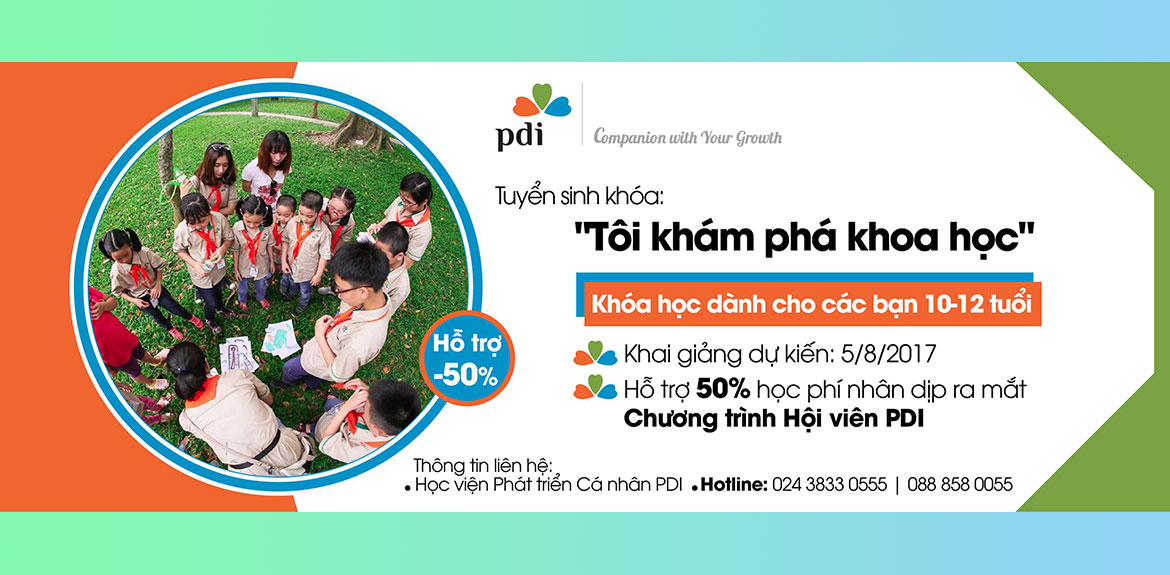 pdi
Companion with Your Growth
Tuyển sinh khóa:
"Tôi khám phá khoa học"
Khóa học dành cho các bạn 10-12 tuổi
Hỗ trợ
-50%
Khai giảng dự kiến: 5/8/2017
Hỗ trợ 50% học phí nhân dịp ra mắt
Chương trình Hội viên PDI
Thông tin liên hệ:
• Học viện Phát triển Cá nhân PDI • Hotline: 024 3833 0555 | 088 858 0055